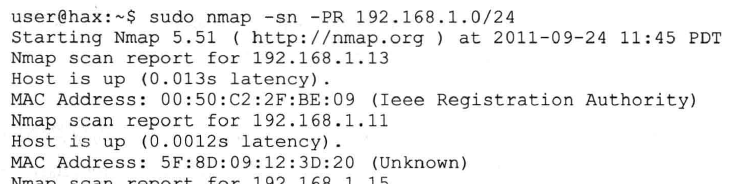 user@hax:~$ sudo nmap -sn -PR 192.168.1.0/24
Starting Nmap 5.51 ( http://nmap.org ) at 2011-09-24 11:45 PDT
Nmap scan report for 192.168.1.13
Host is up (0.013s latency).
MAC Address: 00:50:C2:2F:BE:09 (Ieee Registration Authority)
Nmap scan report for 192.168.1.11
Host is up (0.0012s latency).
MAC Address: 5F:8D:09:12:3D:20 (Unknown)
Nmap scan report for 192.168.1.15